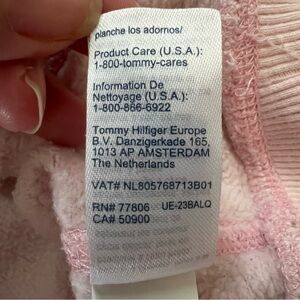 planche los adornos/
Product Care (U.S.A.):
1-800-tommy-cares
Information De
Nettoyage (U.S.A.):
1-800-866-6922
Tommy Hilfiger Europe
B.V. Danzigerkade 165,
1013 AP AMSTERDAM
The Netherlands
VAT# NL805768713B01
RN# 77806 UE-23BALQ
CA# 50900